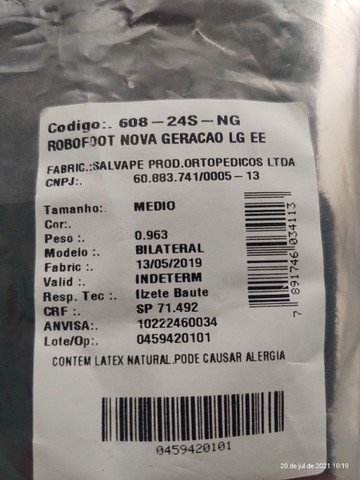 Codigo:. 608-24S-NG
ROBOFOOT NOVA GERACAO LG EE
FABRIC.:SALVAPE PROD.ORTOPEDICOS LTDA
CNPJ:. 60.883.741/0005-13
Tamanho:. MEDIO
Cor:.
Peso :. 0.963
Modelo :. BILATERAL
Fabric :. 13/05/2019
Valid :. INDETERM
Resp. Tec :. Ilzete Baute
CRF :. SP 71.492
ANVISA:. 10222460034
Lote/Op:. 0459420101
7 891746 034113
CONTEM LATEX NATURAL.PODE CAUSAR ALERGIA
0459420101
20 de jul de 2021 10:19